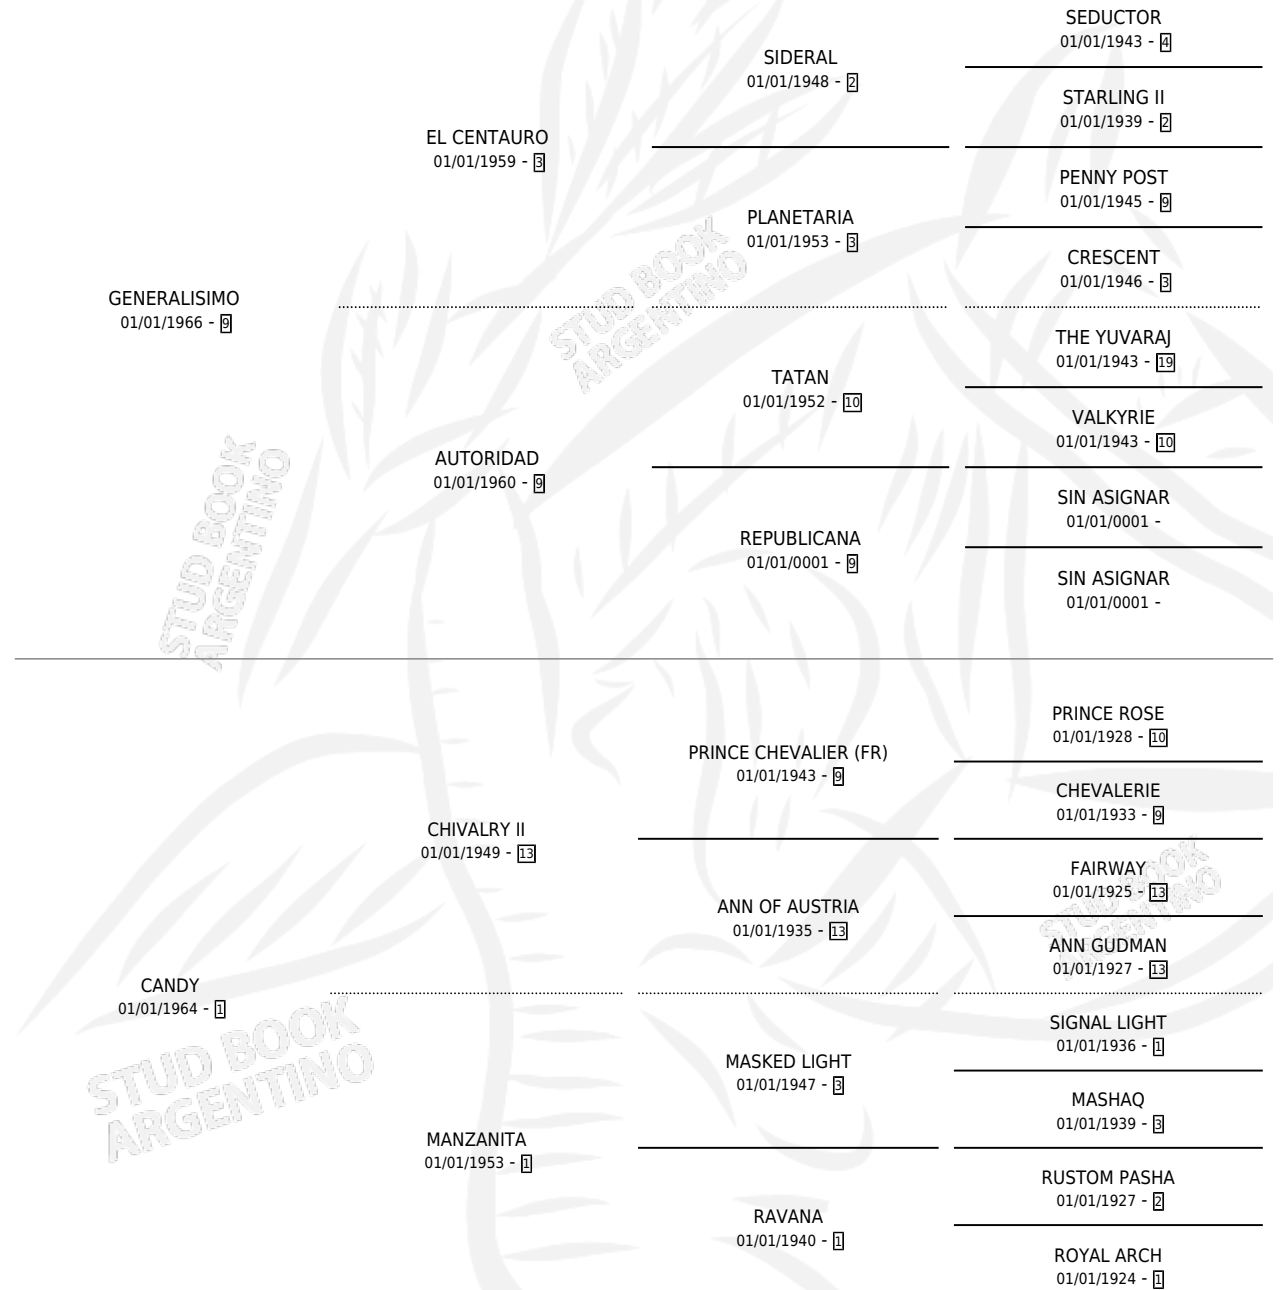 SEDUCTOR
01/01/1943 - 4
SIDERAL
01/01/1948 - 2
STARLING II
01/01/1939 - 2
EL CENTAURO
01/01/1959 - 3
PENNY POST
01/01/1945 - 9
PLANETARIA
01/01/1953 - 3
CRESCENT
01/01/1946 - 3
GENERALISIMO
01/01/1966 - 9
THE YUVARAJ
01/01/1943 - 19
TATAN
01/01/1952 - 10
VALKYRIE
01/01/1943 - 10
AUTORIDAD
01/01/1960 - 9
SIN ASIGNAR
01/01/0001 -
REPUBLICANA
01/01/0001 - 9
SIN ASIGNAR
01/01/0001 -
PRINCE ROSE
01/01/1928 - 10
PRINCE CHEVALIER (FR)
01/01/1943 - 9
CHEVALERIE
01/01/1933 - 9
CHIVALRY II
01/01/1949 - 13
FAIRWAY
01/01/1925 - 13
ANN OF AUSTRIA
01/01/1935 - 13
ANN GUDMAN
01/01/1927 - 13
CANDY
01/01/1964 - 1
SIGNAL LIGHT
01/01/1936 - 1
MASKED LIGHT
01/01/1947 - 3
MASHAQ
01/01/1939 - 3
MANZANITA
01/01/1953 - 1
RUSTOM PASHA
01/01/1927 - 2
RAVANA
01/01/1940 - 1
ROYAL ARCH
01/01/1924 - 1
STUD BOOK
ARGENTINO
STUD BOOK
ARGENTINO
STUD BOOK
ARGENTINO
STUD BOOK
ARGENTINO